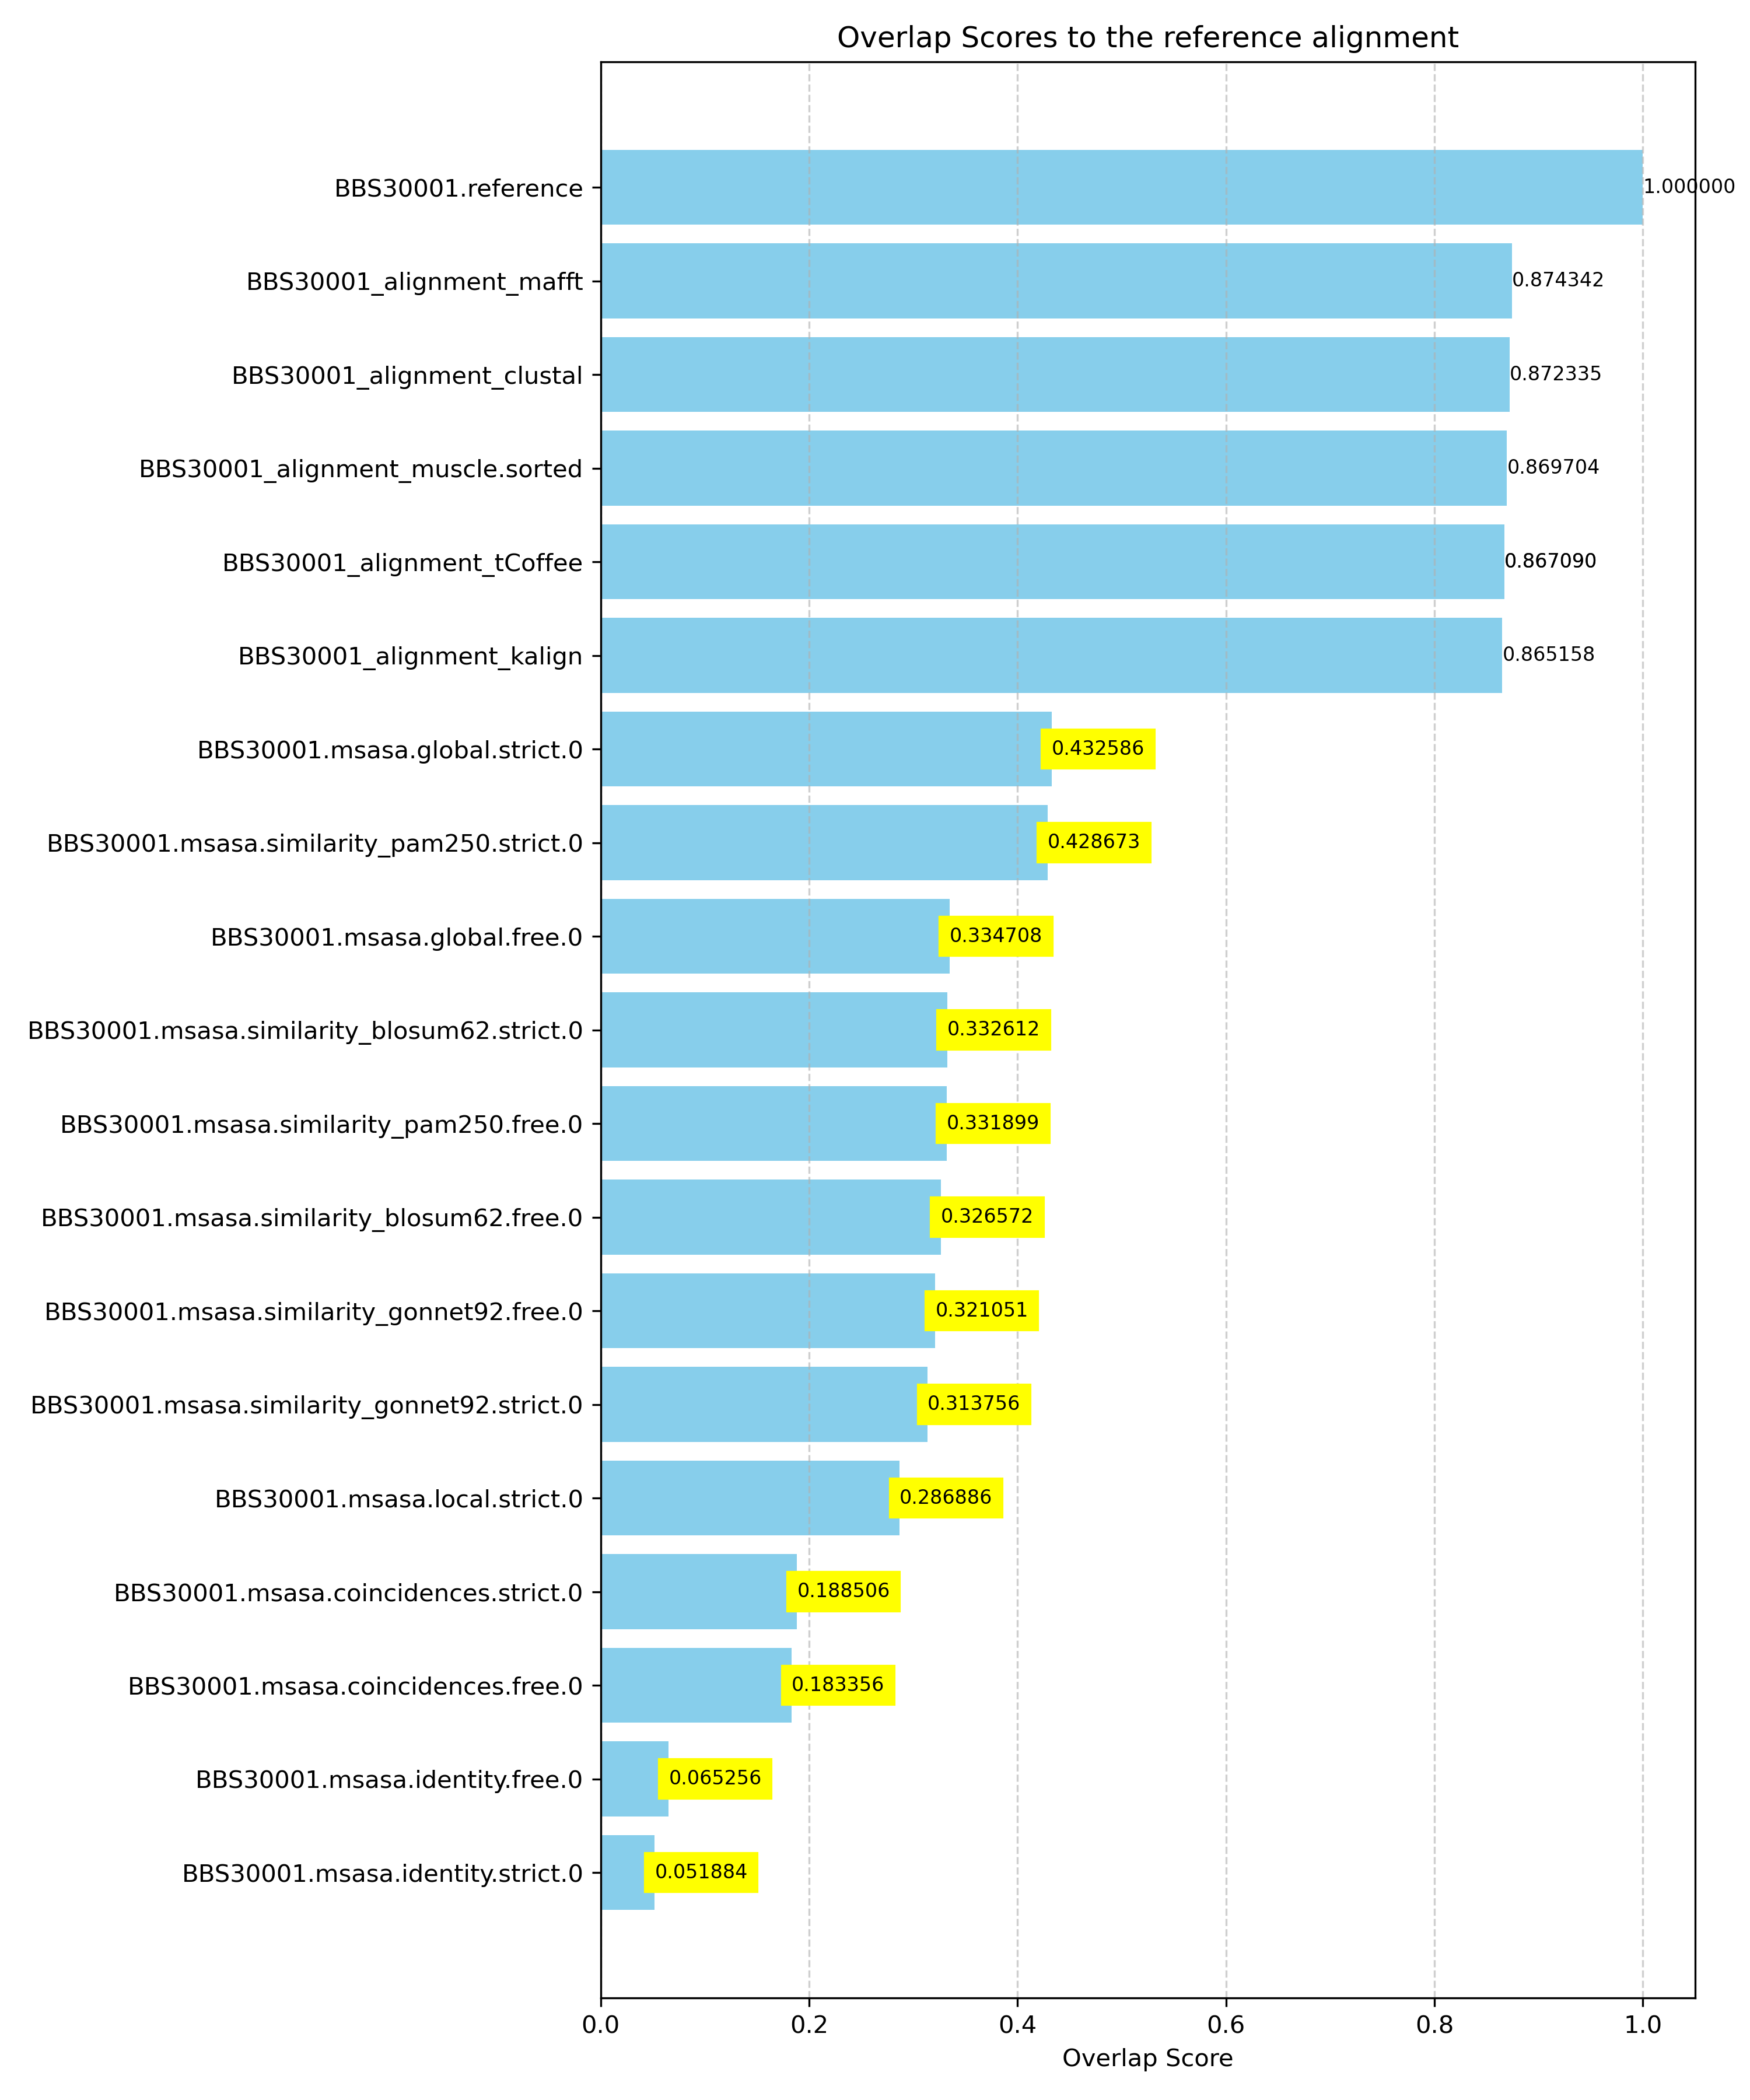 Overlap Scores to the reference alignment
BBS30001.reference 1.000000
BBS30001_alignment_mafft 0.874342
BBS30001_alignment_clustal 0.872335
BBS30001_alignment_muscle.sorted 0.869704
BBS30001_alignment_tCoffee 0.867090
BBS30001_alignment_kalign 0.865158
BBS30001.msasa.global.strict.0 0.432586
BBS30001.msasa.similarity_pam250.strict.0 0.428673
BBS30001.msasa.global.free.0 0.334708
BBS30001.msasa.similarity_blosum62.strict.0 0.332612
BBS30001.msasa.similarity_pam250.free.0 0.331899
BBS30001.msasa.similarity_blosum62.free.0 0.326572
BBS30001.msasa.similarity_gonnet92.free.0 0.321051
BBS30001.msasa.similarity_gonnet92.strict.0 0.313756
BBS30001.msasa.local.strict.0 0.286886
BBS30001.msasa.coincidences.strict.0 0.188506
BBS30001.msasa.coincidences.free.0 0.183356
BBS30001.msasa.identity.free.0 0.065256
BBS30001.msasa.identity.strict.0 0.051884
0.0 0.2 0.4 0.6 0.8 1.0
Overlap Score